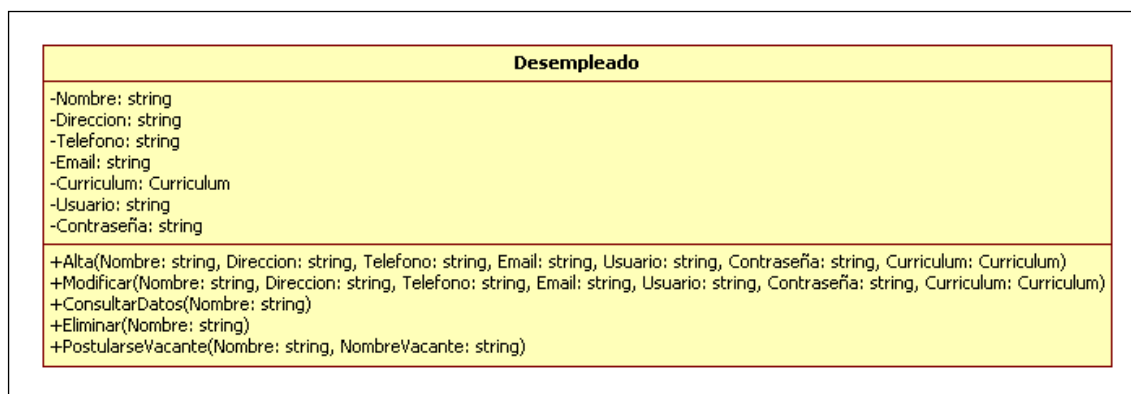 Desempleado
-Nombre: string
-Direccion: string
-Telefono: string
-Email: string
-Curriculum: Curriculum
-Usuario: string
-Contraseña: string
+Alta(Nombre: string, Direccion: string, Telefono: string, Email: string, Usuario: string, Contraseña: string, Curriculum: Curriculum)
+Modificar(Nombre: string, Direccion: string, Telefono: string, Email: string, Usuario: string, Contraseña: string, Curriculum: Curriculum)
+ConsultarDatos(Nombre: string)
+Eliminar(Nombre: string)
+PostularseVacante(Nombre: string, NombreVacante: string)